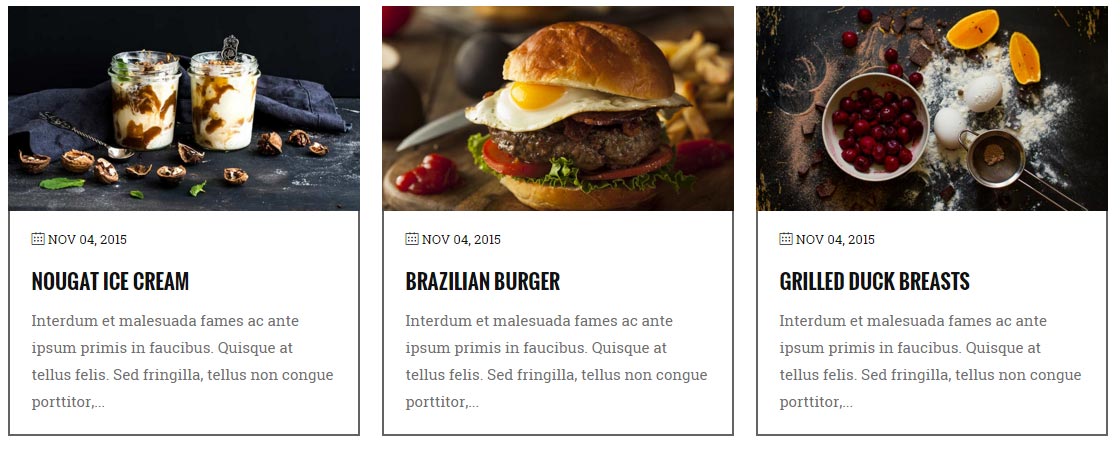 NOV 04, 2015
NOUGAT ICE CREAM
Interdum et malesuada fames ac ante
ipsum primis in faucibus. Quisque at
tellus felis. Sed fringilla, tellus non congue
porttitor,...
NOV 04, 2015
BRAZILIAN BURGER
Interdum et malesuada fames ac ante
ipsum primis in faucibus. Quisque at
tellus felis. Sed fringilla, tellus non congue
porttitor,...
NOV 04, 2015
GRILLED DUCK BREASTS
Interdum et malesuada fames ac ante
ipsum primis in faucibus. Quisque at
tellus felis. Sed fringilla, tellus non congue
porttitor,...